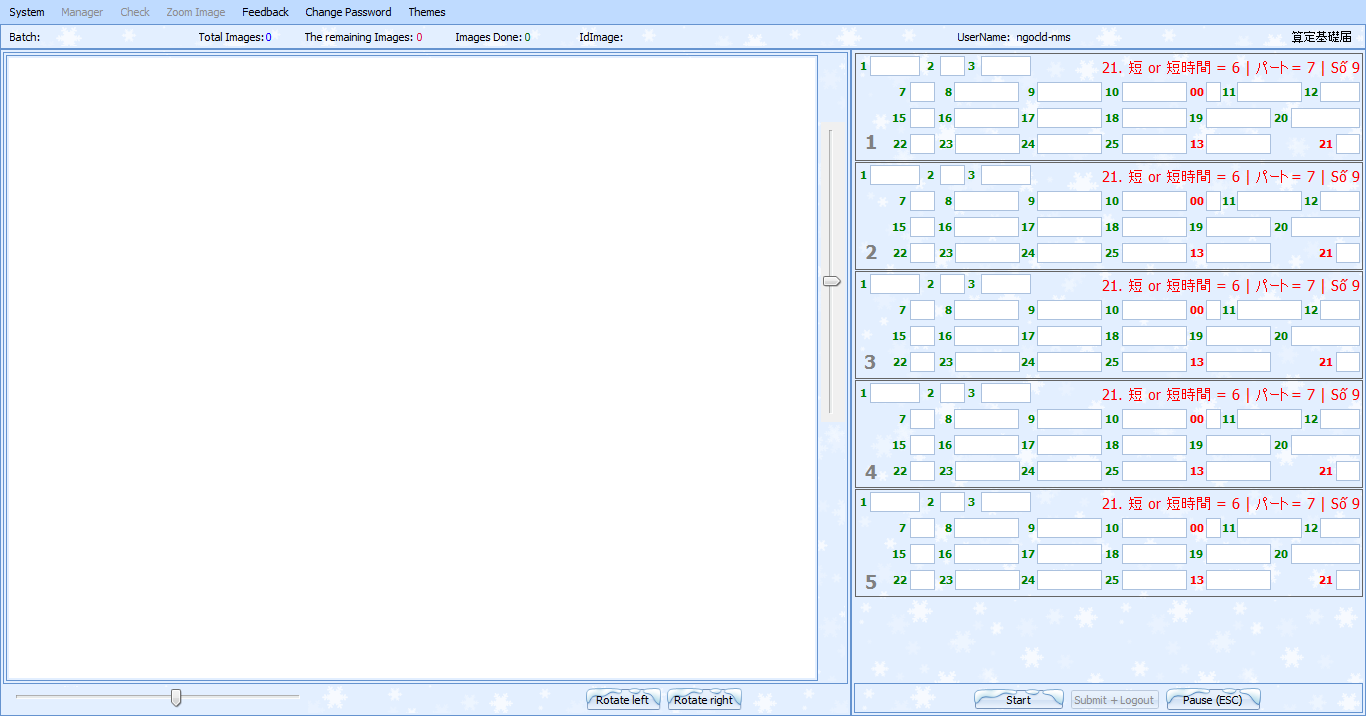 System Manager Check Zoom Image Feedback Change Password Themes
Batch: Total Images: 0 The remaining Images: 0 Images Done: 0 IdImage: UserName: ngocld-nms 算定基礎届
1 2 3 21. 短 or 短時間 = 6 | パート = 7 | Số 9
7 8 9 10 00 11 12
15 16 17 18 19 20
1 22 23 24 25 13 21
1 2 3 21. 短 or 短時間 = 6 | パート = 7 | Số 9
7 8 9 10 00 11 12
15 16 17 18 19 20
2 22 23 24 25 13 21
1 2 3 21. 短 or 短時間 = 6 | パート = 7 | Số 9
7 8 9 10 00 11 12
15 16 17 18 19 20
3 22 23 24 25 13 21
1 2 3 21. 短 or 短時間 = 6 | パート = 7 | Số 9
7 8 9 10 00 11 12
15 16 17 18 19 20
4 22 23 24 25 13 21
1 2 3 21. 短 or 短時間 = 6 | パート = 7 | Số 9
7 8 9 10 00 11 12
15 16 17 18 19 20
5 22 23 24 25 13 21
Rotate left Rotate right Start Submit + Logout Pause (ESC)